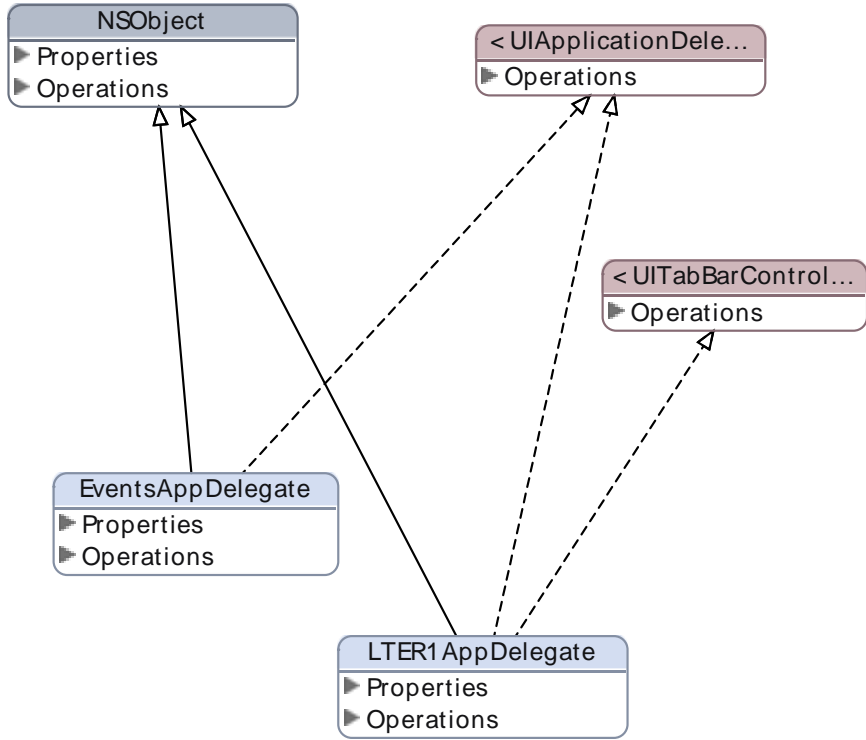 NSObject
Properties
Operations
<UIApplicationDele...
Operations
<UITabBarControl...
Operations
EventsAppDelegate
Properties
Operations
LTER1AppDelegate
Properties
Operations